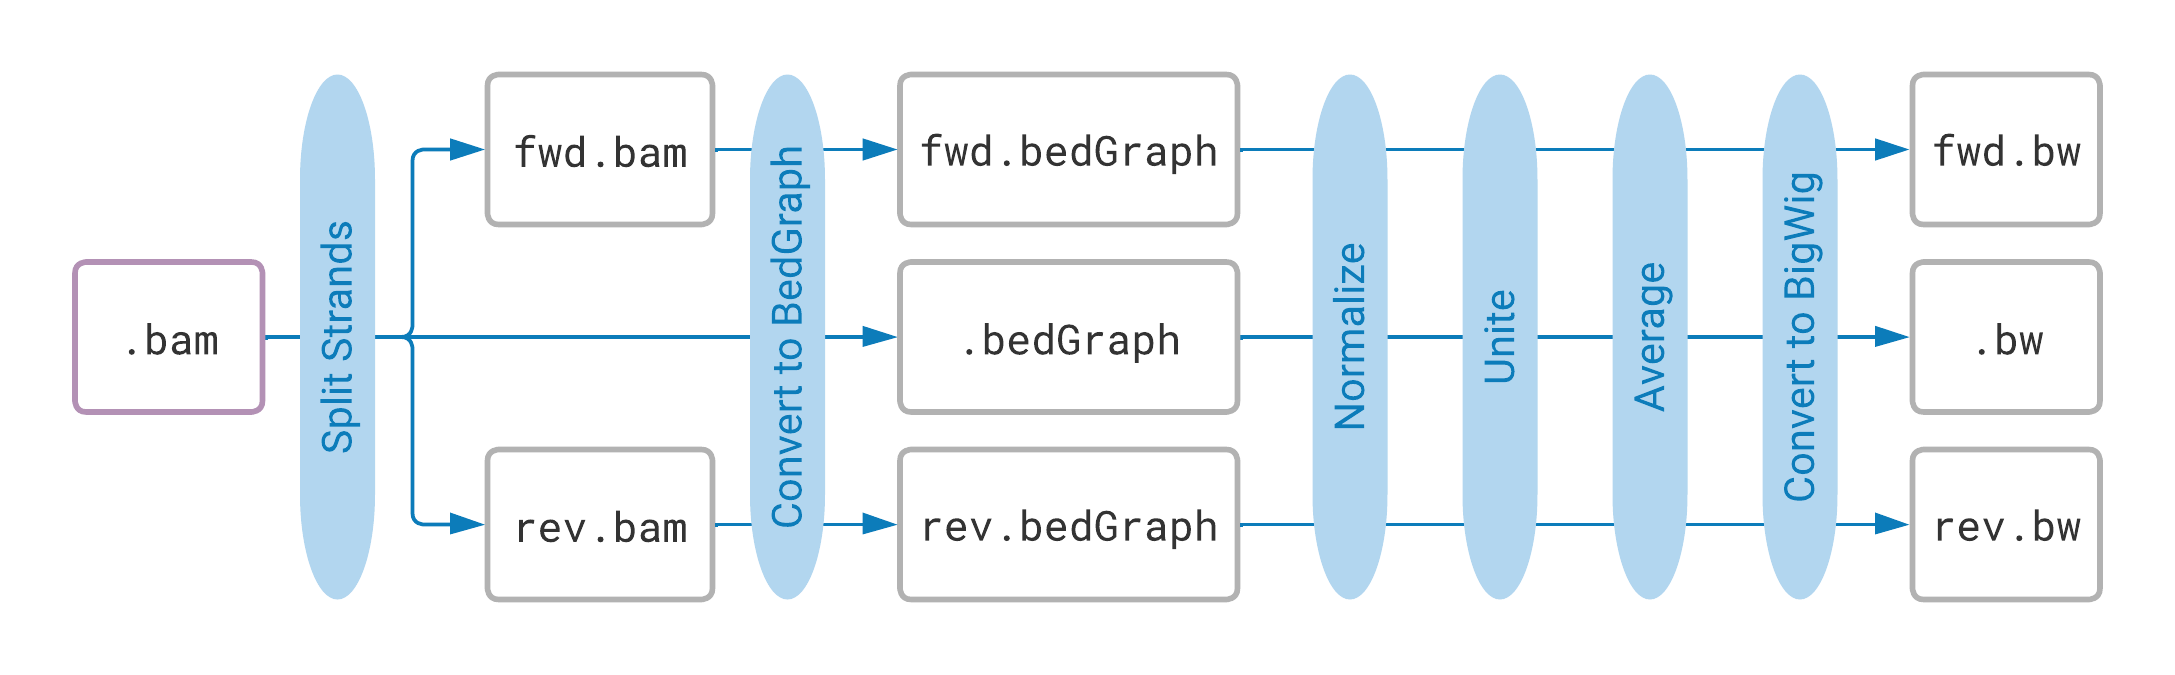 .bam
Split Strands
fwd.bam
rev.bam
Convert to BedGraph
fwd.bedGraph
.bedGraph
rev.bedGraph
Normalize
Unite
Average
Convert to BigWig
fwd.bw
.bw
rev.bw